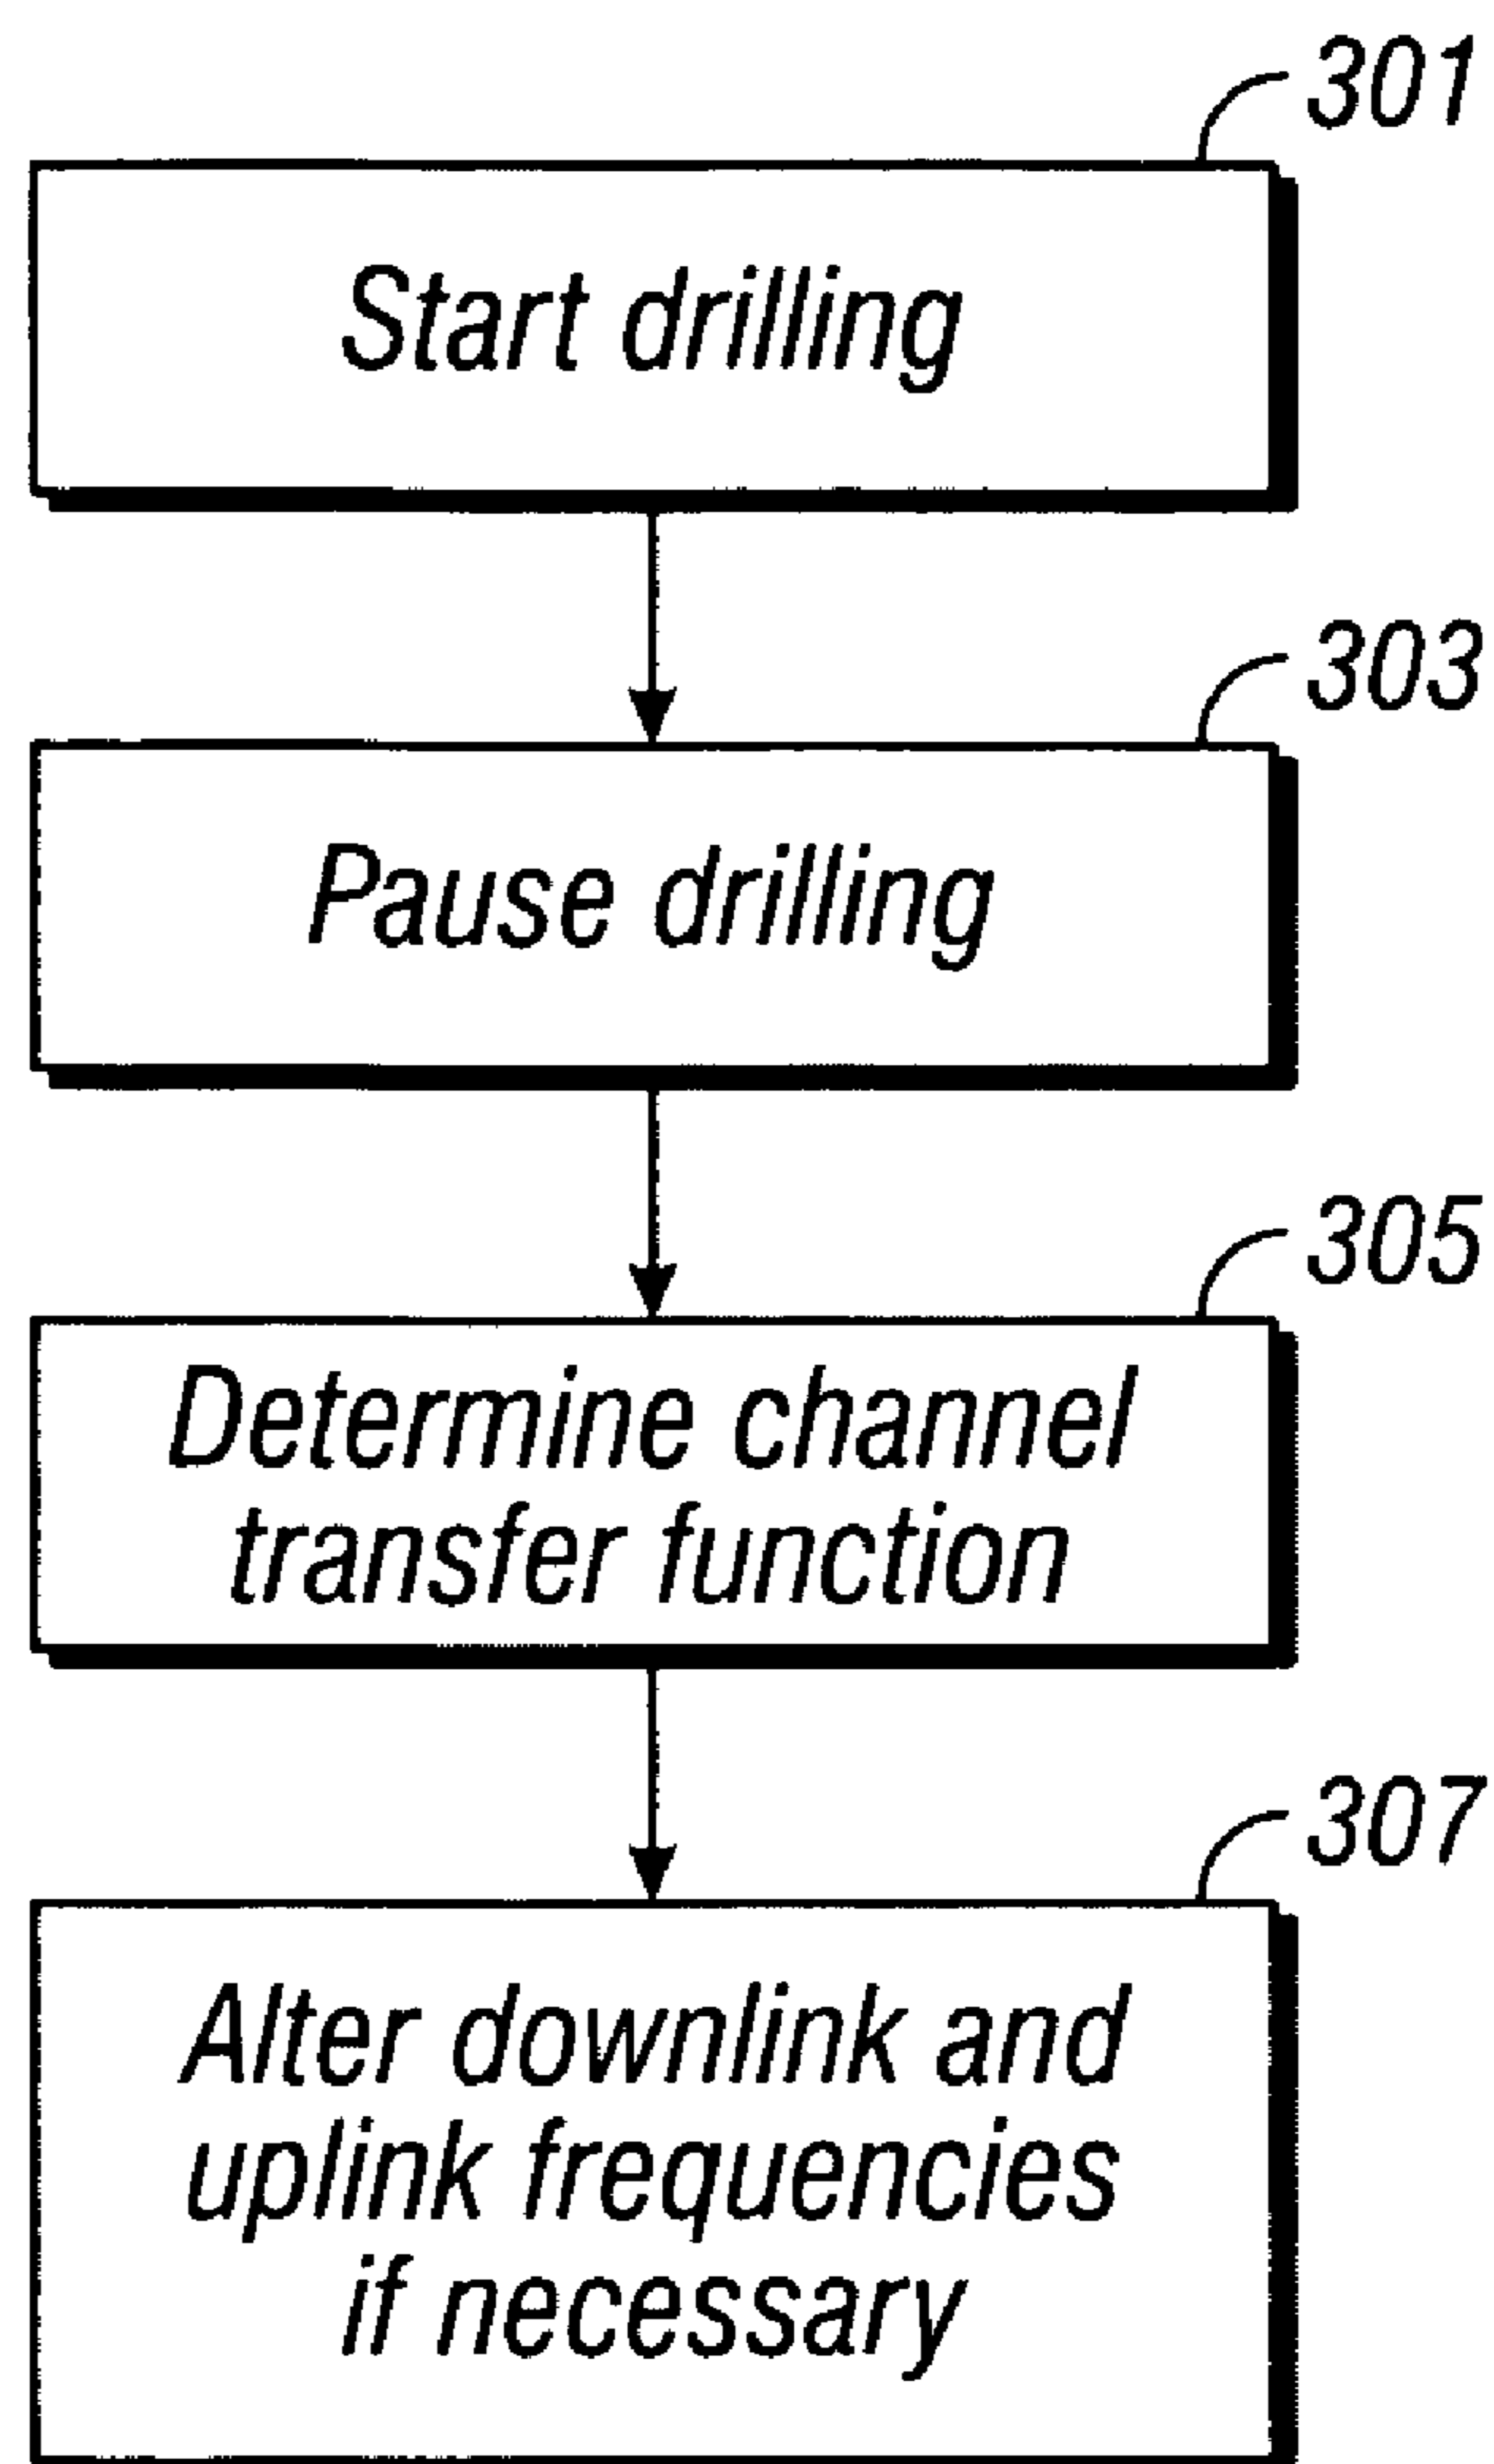 301
Start drilling
303
Pause drilling
305
Determine channel
transfer function
307
Alter downlink and
uplink frequencies
if necessary